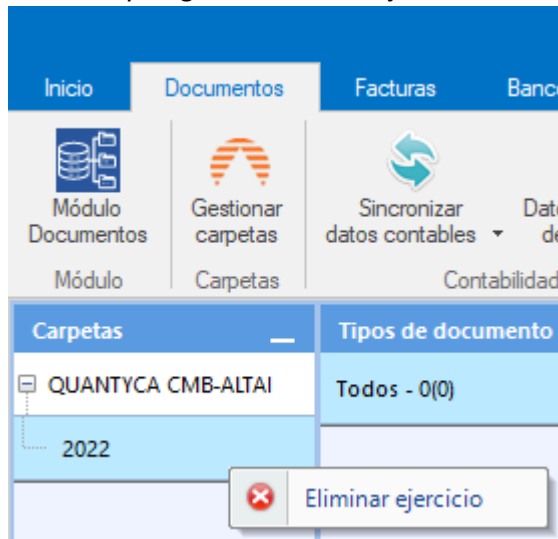 Inicio
Documentos
Facturas
Módulo
Documentos
Gestionar
carpetas
Sincronizar
datos contables
Módulo
Carpetas
Carpetas
Tipos de documento
QUANTYCA CMB-ALTAI
Todos - 0(0)
2022
Eliminar ejercicio